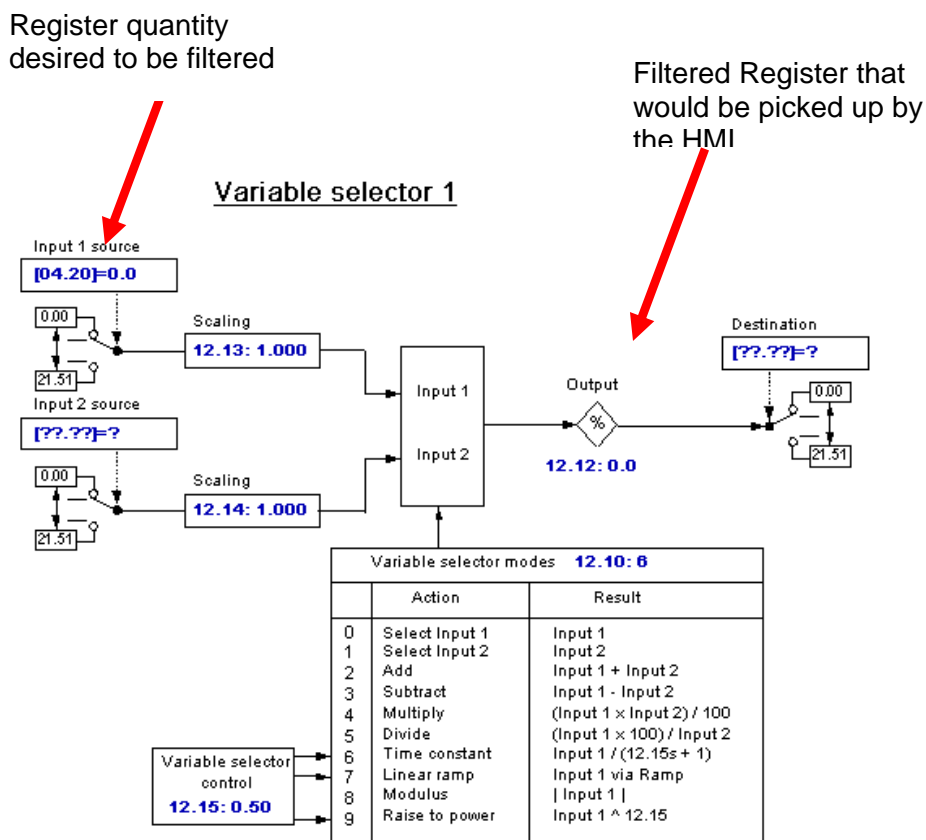 Register quantity
desired to be filtered
Filtered Register that
would be picked up by
the HMI
Variable selector 1
Input 1 source
[04.20]=0.0
0.00
21.51
Scaling
12.13: 1.000
Input 2 source
[??.??]=?
0.00
21.51
Scaling
12.14: 1.000
Input 1
Input 2
Output
%
12.12: 0.0
Destination
[??.??]=?
0.00
21.51
Variable selector modes 12.10: 6
Action Result
0 Select Input 1 Input 1
1 Select Input 2 Input 2
2 Add Input 1 + Input 2
3 Subtract Input 1 - Input 2
4 Multiply (Input 1 x Input 2) / 100
5 Divide (Input 1 x 100) / Input 2
6 Time constant Input 1 / (12.15s + 1)
7 Linear ramp Input 1 via Ramp
8 Modulus | Input 1 |
9 Raise to power Input 1 ^ 12.15
Variable selector
control
12.15: 0.50